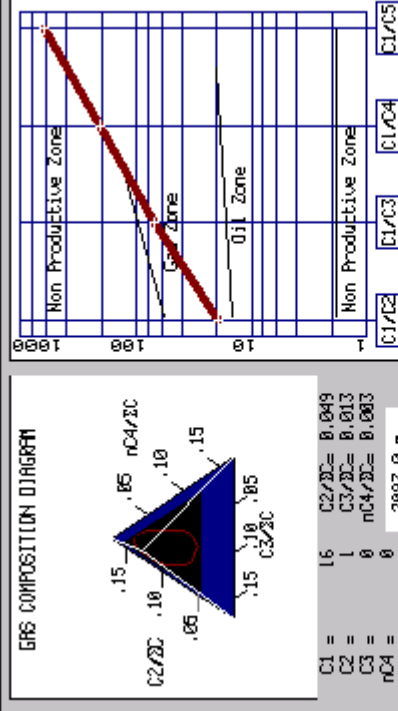 GAS COMPOSITION DIAGRAM
C2/ΣC
nC4/ΣC
.15
.05
.10
.10
.05
.15
.15
.10
.05
C3/ΣC
C1 = 16 C2/ΣC= 0.049
C2 = 1 C3/ΣC= 0.013
C3 = 0 nC4/ΣC= 0.003
nC4 = 0
1000
Non Productive Zone
100
Gas Zone
10
Oil Zone
Non Productive Zone
1
C1/C2 C1/C3 C1/C4 C1/C5